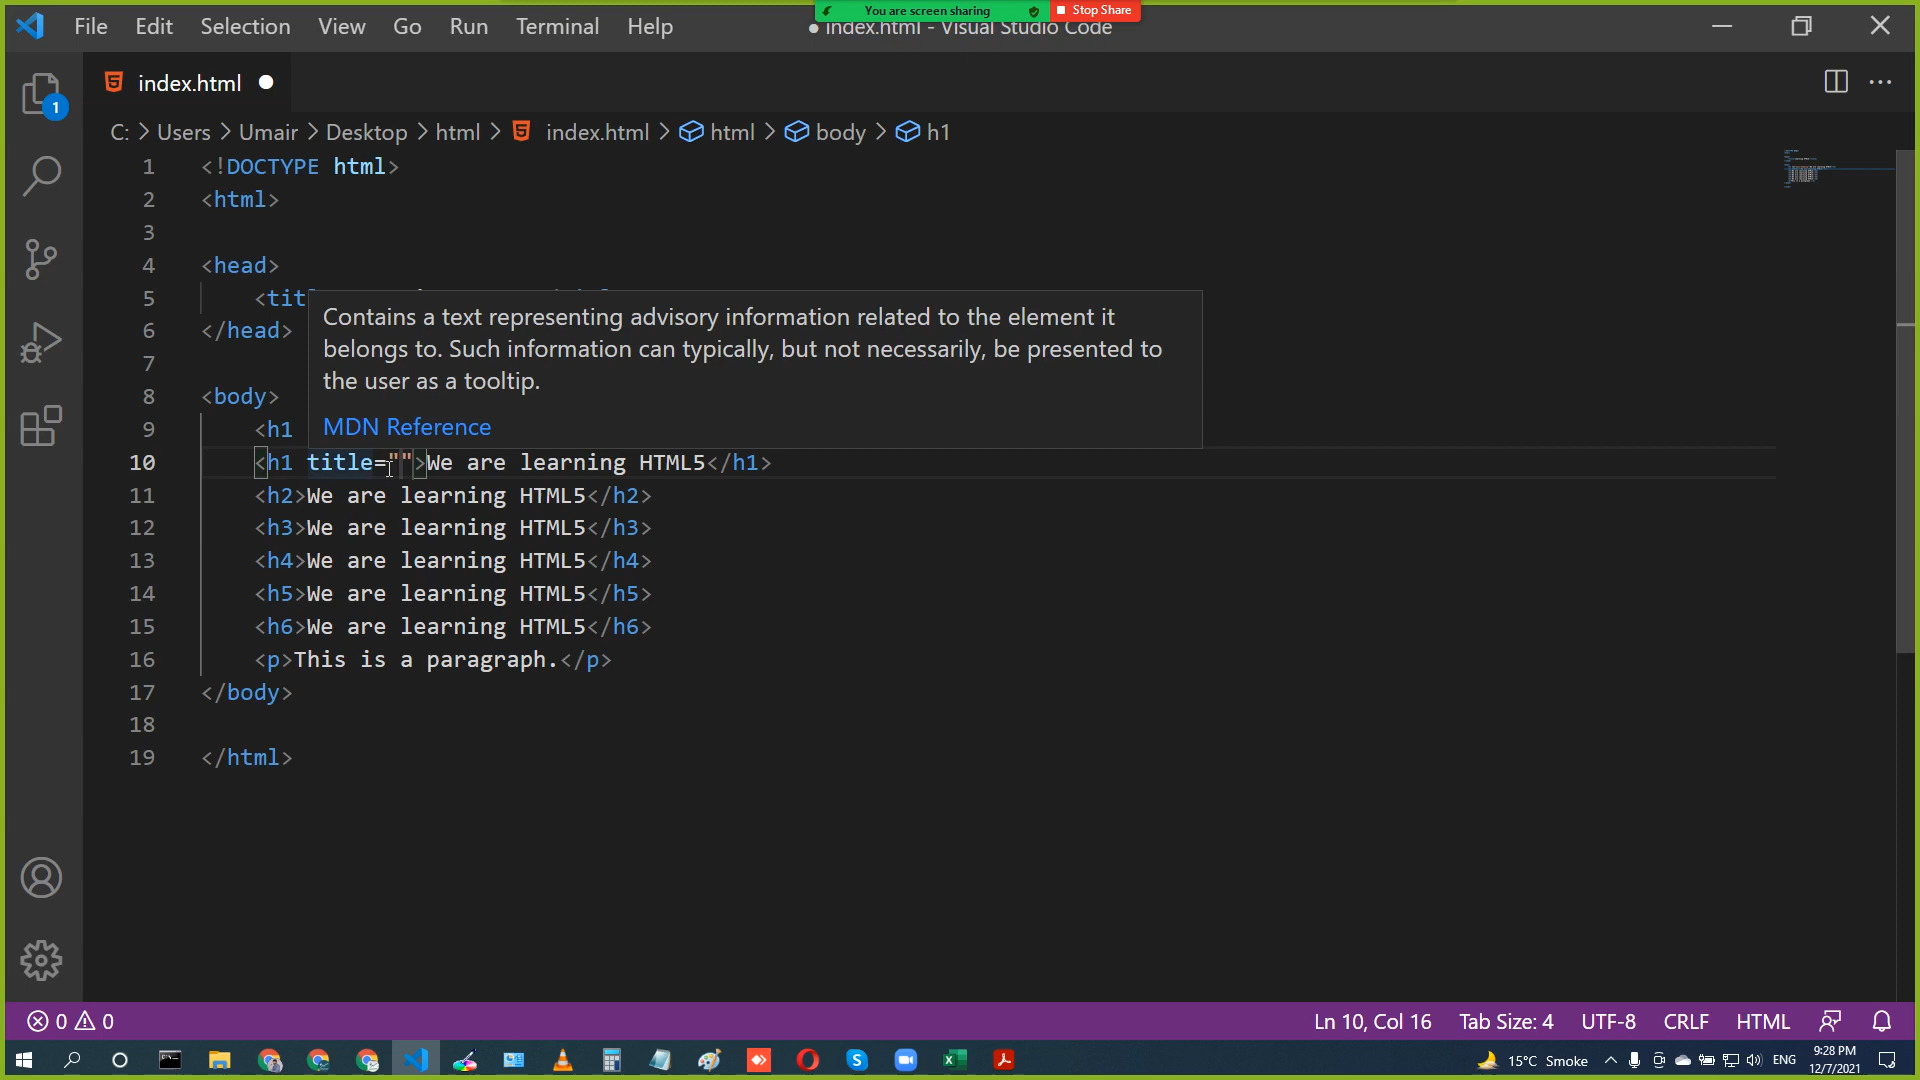 You are screen sharing Stop Share
File Edit Selection View Go Run Terminal Help ● index.html - Visual Studio Code
index.html ●
1
C: > Users > Umair > Desktop > html > index.html > html > body > h1
1 <!DOCTYPE html>
2 <html>
3
4 <head>
5 <tit
6 </head>
7
8 <body>
9 <h1
Contains a text representing advisory information related to the element it
belongs to. Such information can typically, but not necessarily, be presented to
the user as a tooltip.
MDN Reference
10 <h1 title="">We are learning HTML5</h1>
11 <h2>We are learning HTML5</h2>
12 <h3>We are learning HTML5</h3>
13 <h4>We are learning HTML5</h4>
14 <h5>We are learning HTML5</h5>
15 <h6>We are learning HTML5</h6>
16 <p>This is a paragraph.</p>
17 </body>
18
19 </html>
0 0 Ln 10, Col 16 Tab Size: 4 UTF-8 CRLF HTML
15°C Smoke ENG 9:28 PM
12/7/2021